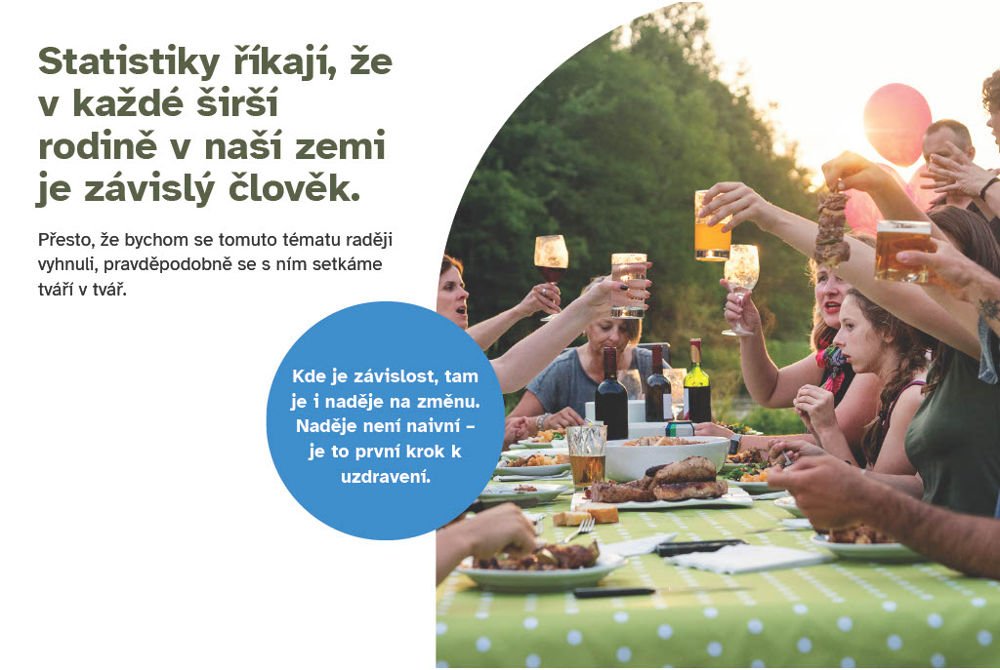 Statistiky říkají, že
v každé širší
rodině v naší zemi
je závislý člověk.
Přesto, že bychom se tomuto tématu raději
vyhnuli, pravděpodobně se s ním setkáme
tváří v tvář.
Kde je závislost, tam
je i naděje na změnu.
Naděje není naivní –
je to první krok k
uzdravení.